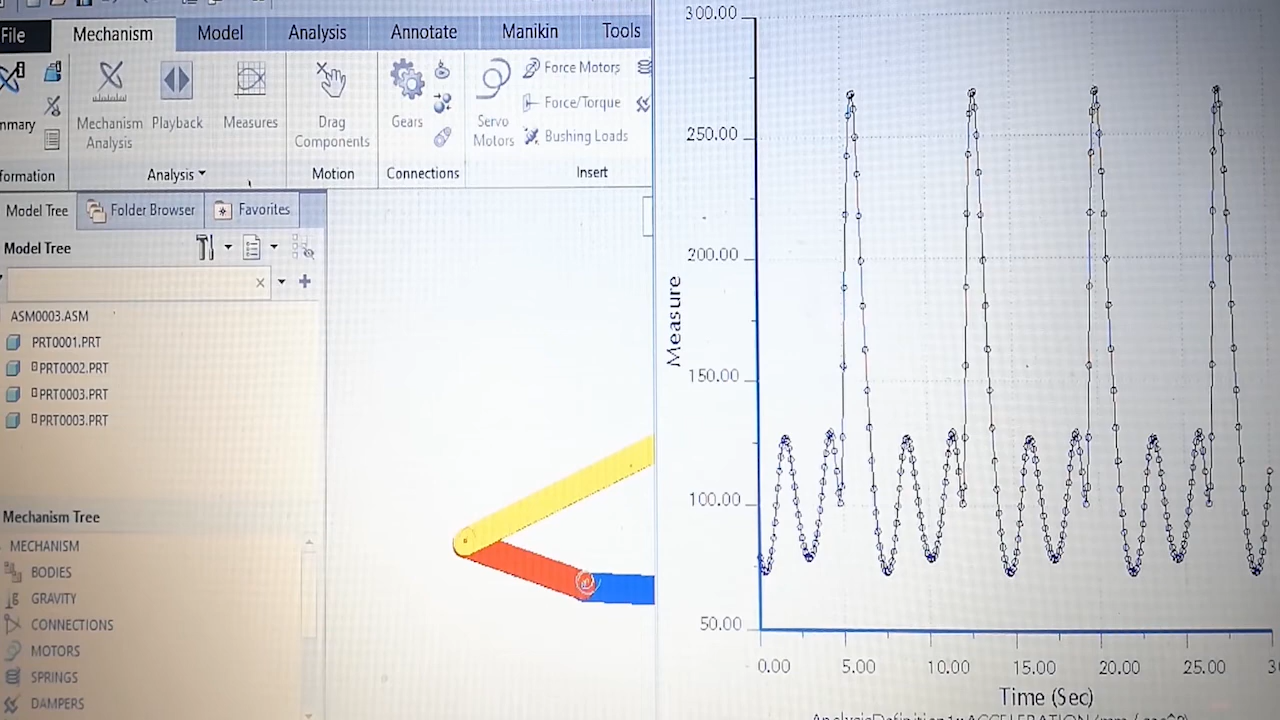 File Mechanism Model Analysis Annotate Manikin Tools
Force Motors
Force/Torque
Bushing Loads
Mechanism Analysis
Playback
Measures
Drag Components
Gears
Servo Motors
Analysis
Motion
Connections
Insert
Model Tree Folder Browser Favorites
Model Tree
ASM0003.ASM
PRT0001.PRT
PRT0002.PRT
PRT0003.PRT
PRT0003.PRT
Mechanism Tree
MECHANISM
BODIES
GRAVITY
CONNECTIONS
MOTORS
SPRINGS
DAMPERS
300.00
250.00
200.00
150.00
100.00
50.00
Measure
0.00 5.00 10.00 15.00 20.00 25.00
Time (Sec)